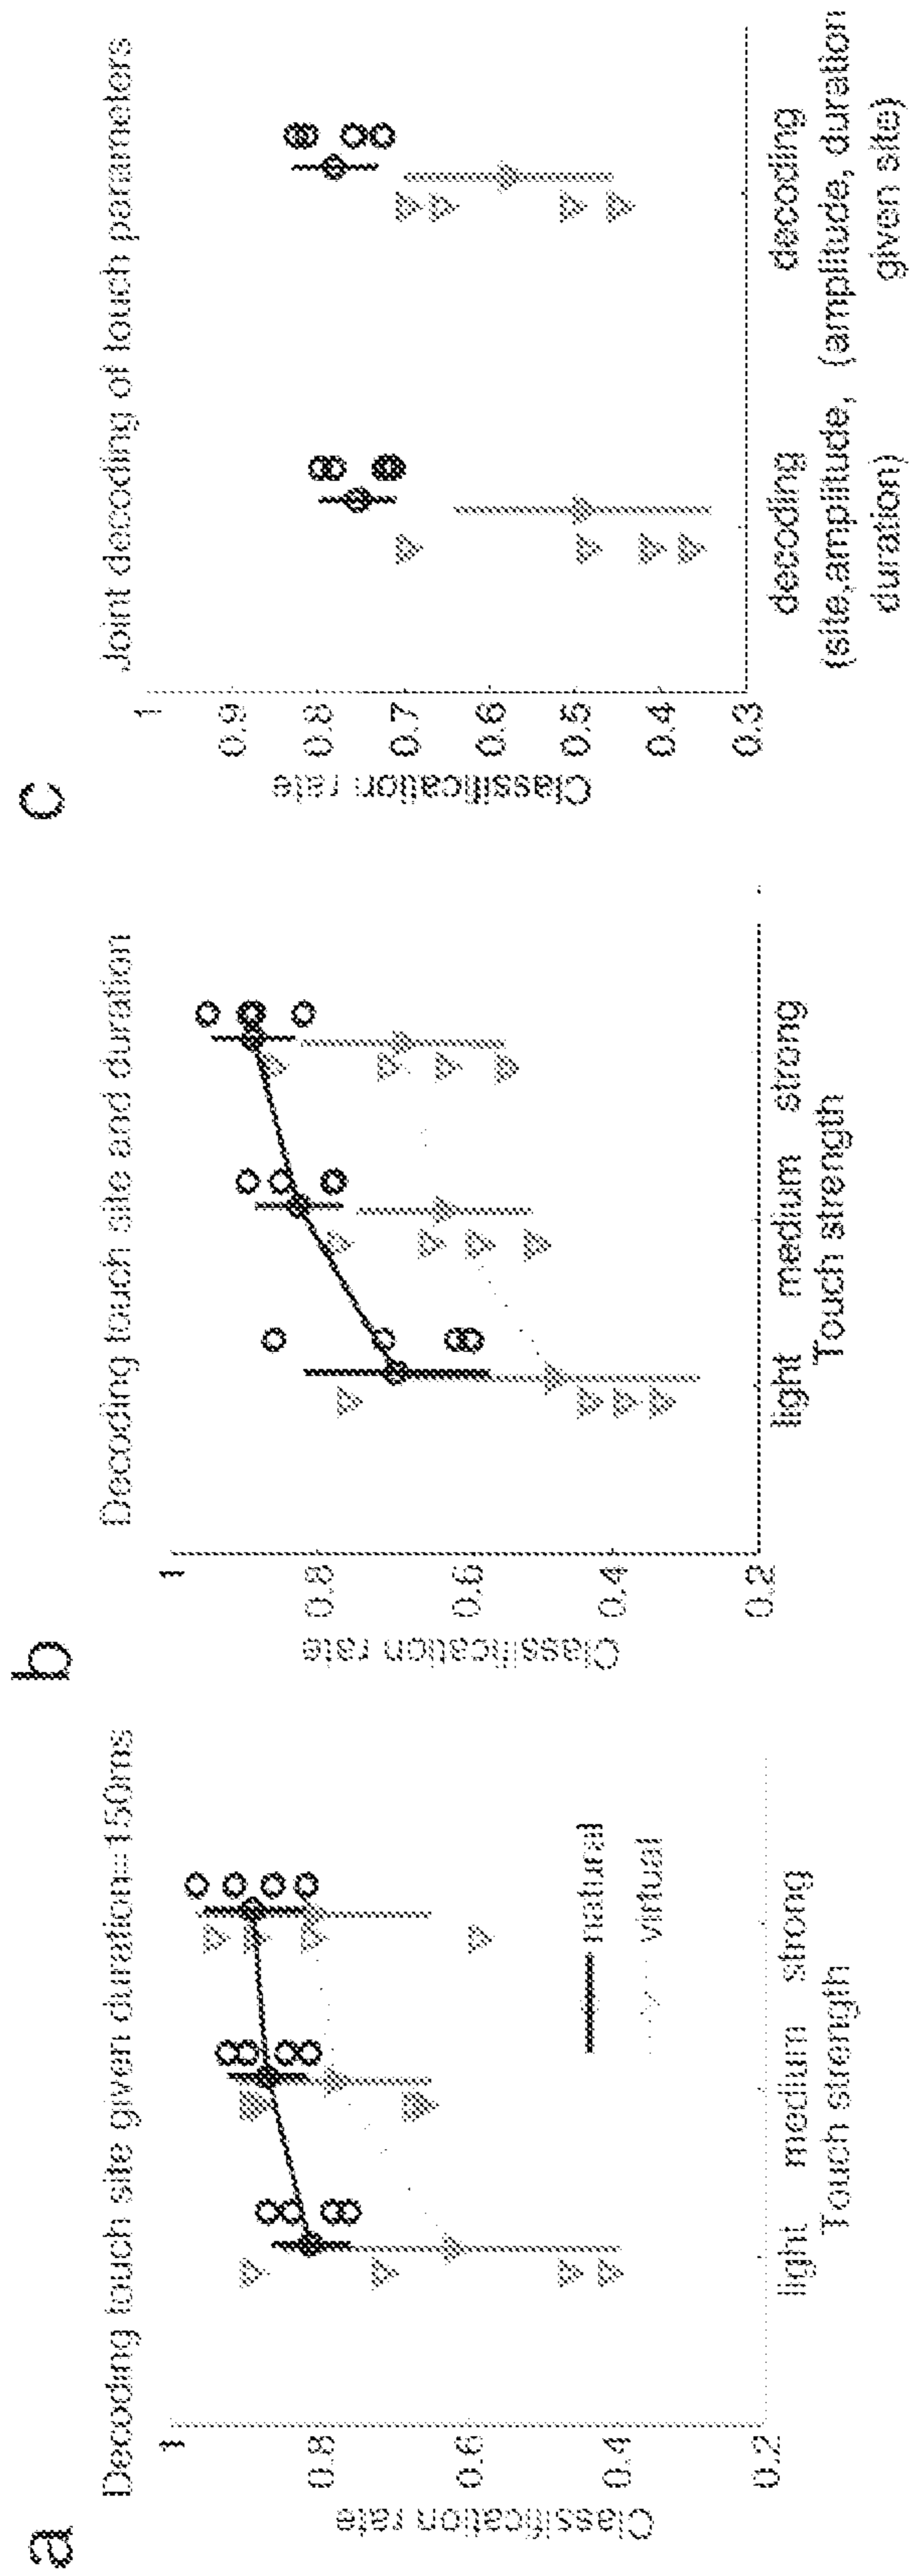 a
Decoding touch site given duration=150ms
Classification rate
1
0.8
0.6
0.4
0.2
natural
virtual
light medium strong
Touch strength
b
Decoding touch site and duration
Classification rate
1
0.8
0.6
0.4
0.2
light medium strong
Touch strength
c
Joint decoding of touch parameters
Classification rate
1
0.9
0.8
0.7
0.6
0.5
0.4
0.3
decoding
(site,amplitude,
duration)
decoding
(amplitude, duration
given site)